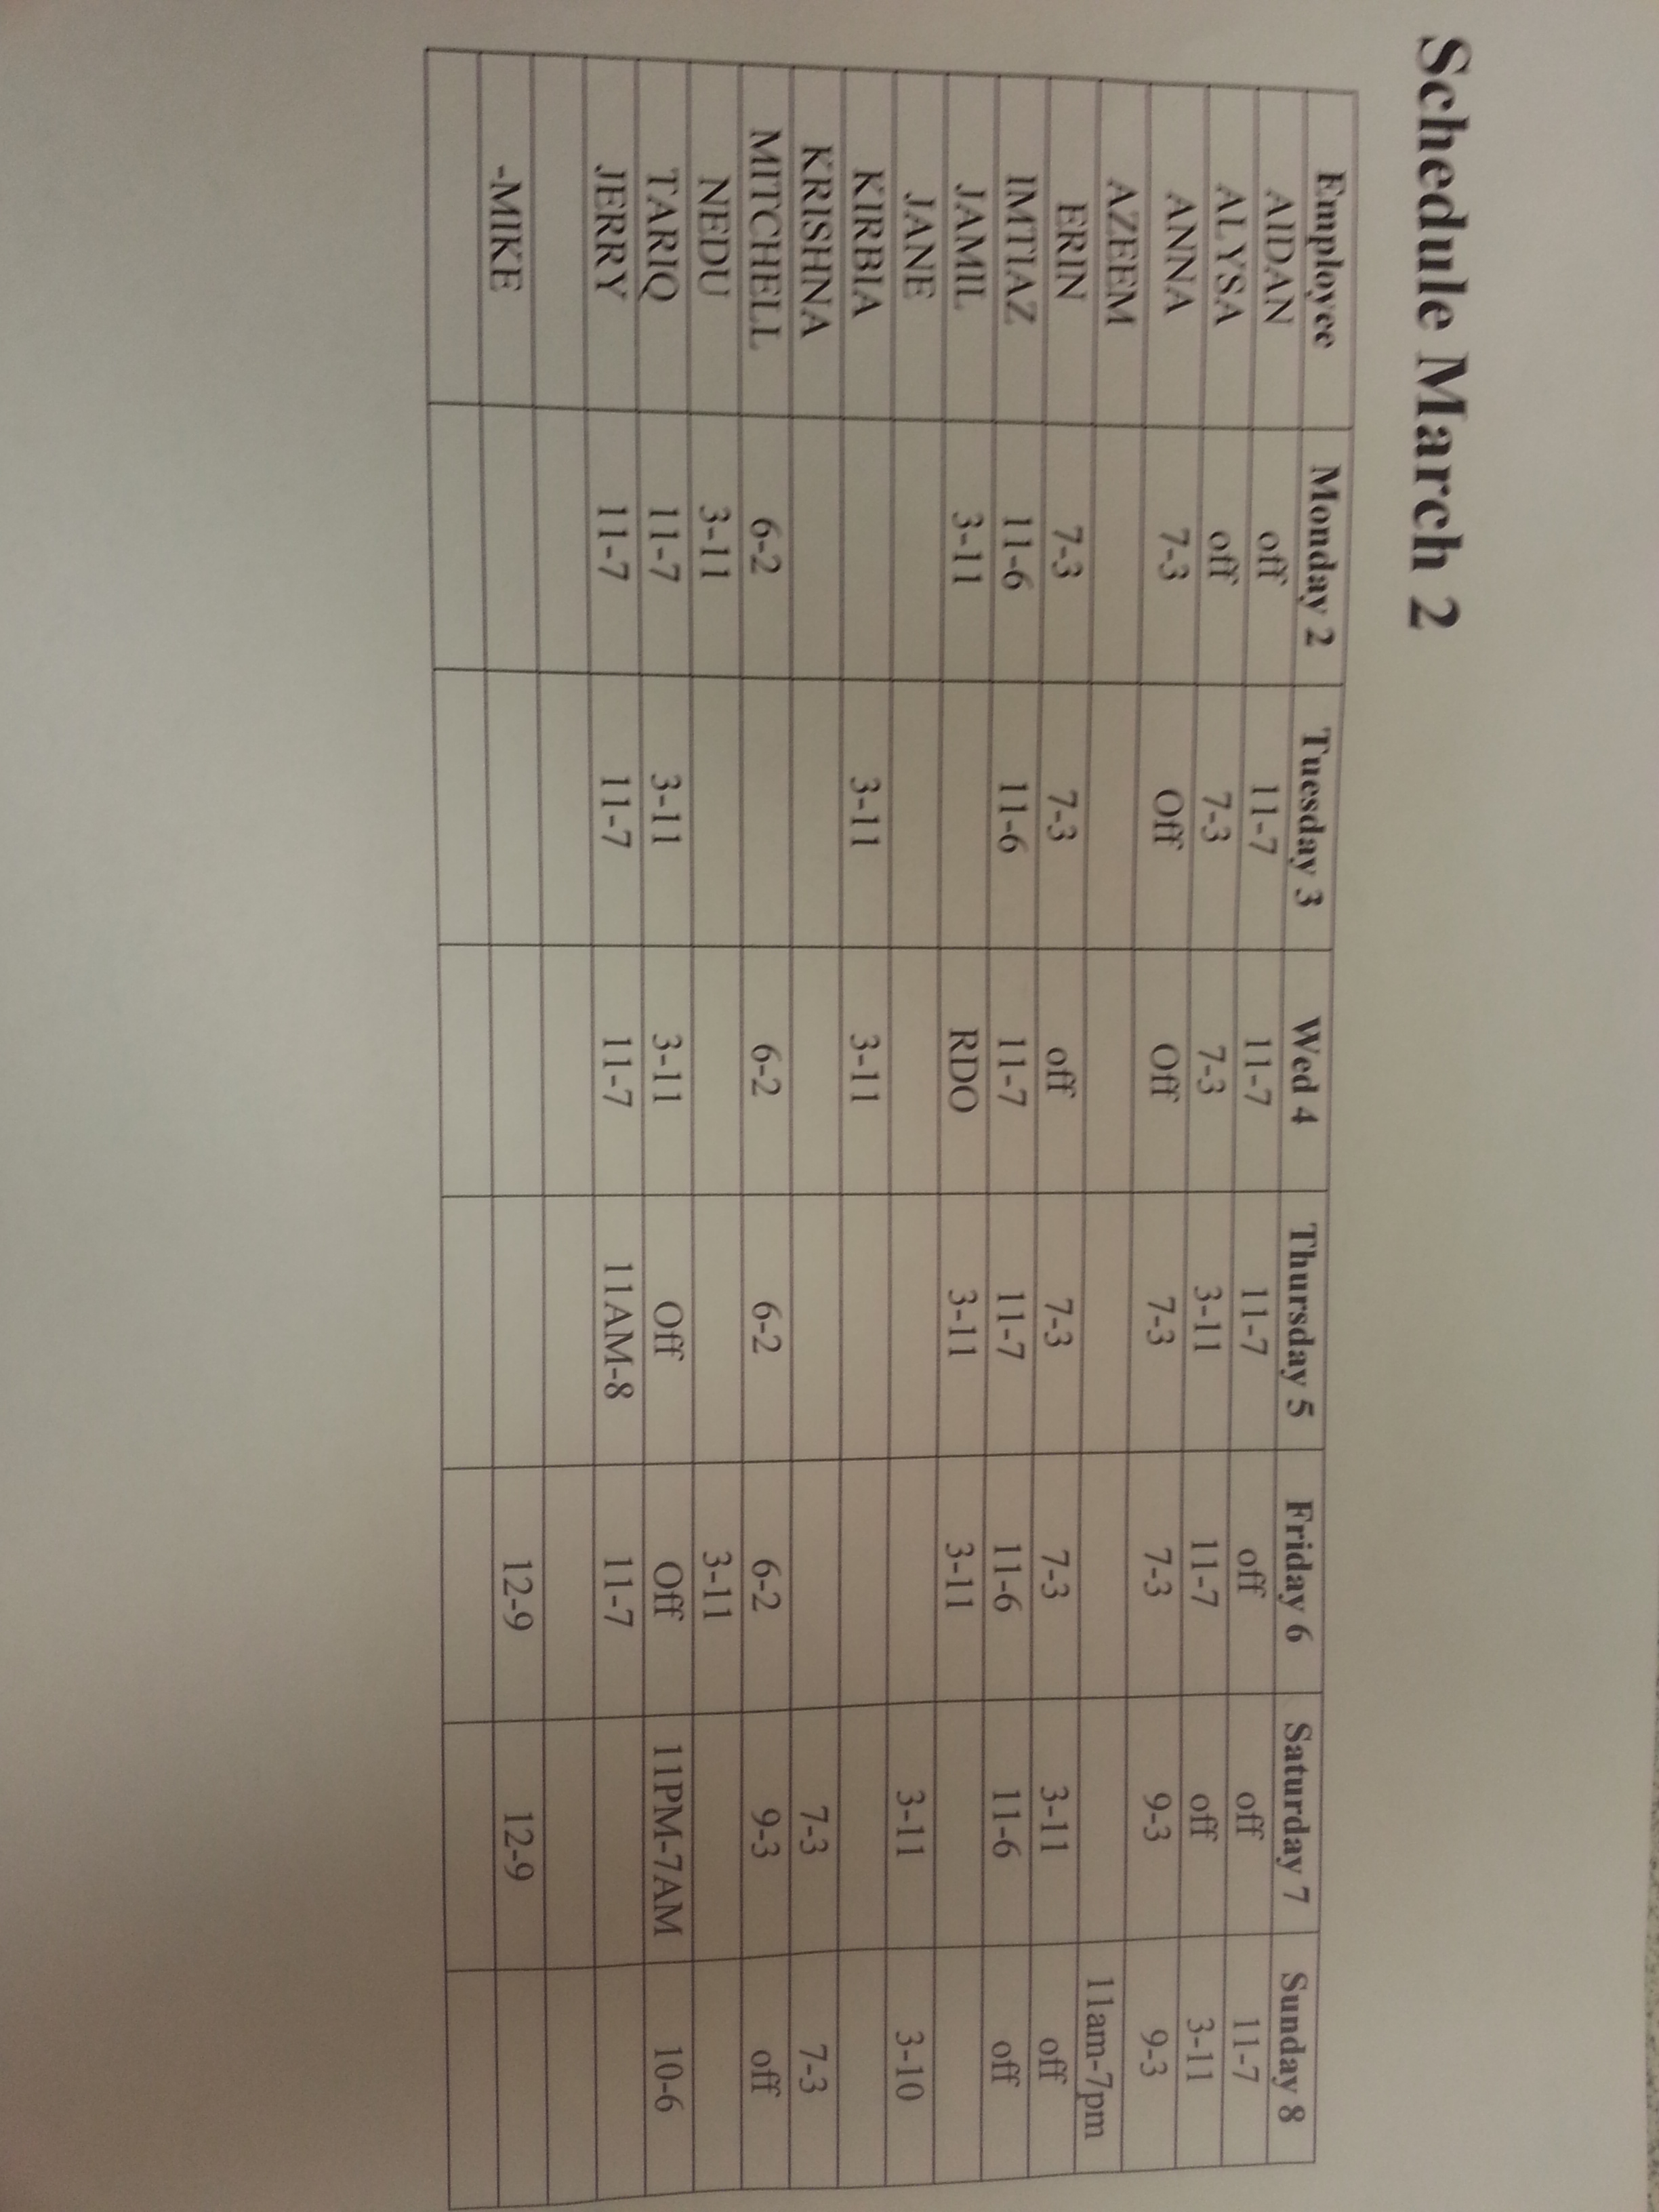 Schedule March 2
Employee Monday 2 Tuesday 3 Wed 4 Thursday 5 Friday 6 Saturday 7 Sunday 8
AIDAN off 11-7 11-7 11-7 off off 11-7
ALYSA off 7-3 7-3 3-11 11-7 off 3-11
ANNA 7-3 Off Off 7-3 7-3 9-3 9-3
AZEEM 11am-7pm
ERIN 7-3 7-3 off 7-3 7-3 3-11 off
IMTIAZ 11-6 11-6 11-7 11-7 11-6 11-6 off
JAMIL 3-11 RDO 3-11 3-11
JANE 3-11 3-10
KIRBIA 3-11 3-11
KRISHNA 7-3 7-3
MITCHELL 6-2 6-2 6-2 6-2 9-3 off
NEDU 3-11 3-11
TARIQ 11-7 3-11 3-11 Off Off 11PM-7AM 10-6
JERRY 11-7 11-7 11-7 11AM-8 11-7
-MIKE 12-9 12-9